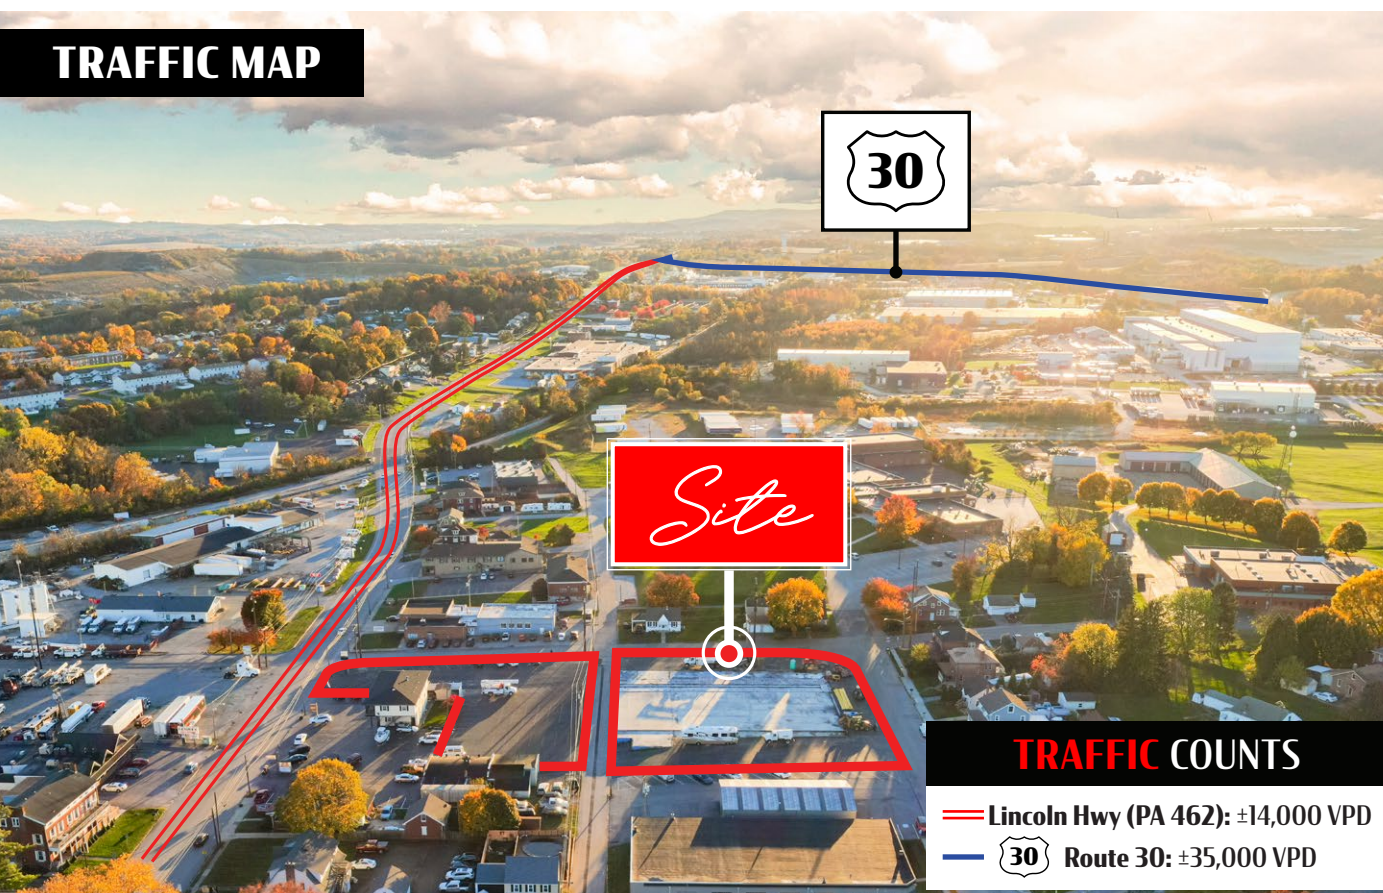 TRAFFIC MAP
30
Site
TRAFFIC COUNTS
Lincoln Hwy (PA 462): ±14,000 VPD
30 Route 30: ±35,000 VPD